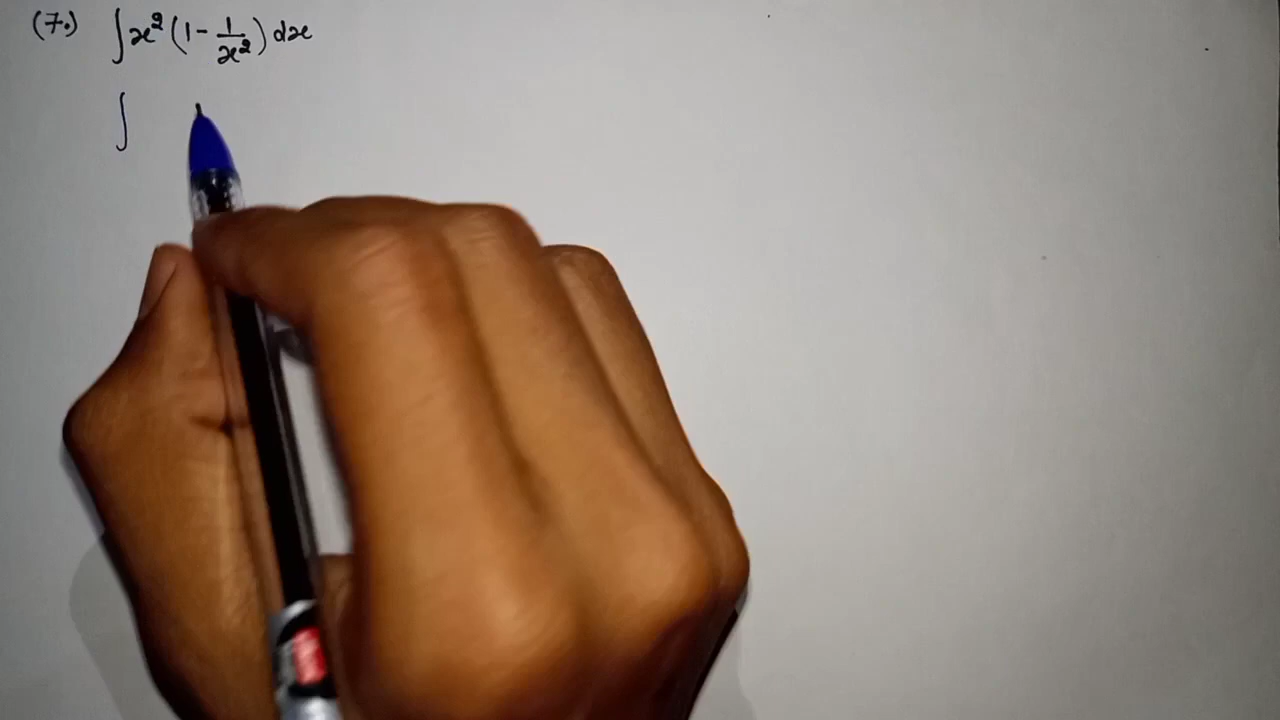 (7.) ∫x²(1-1/x²)dx
∫